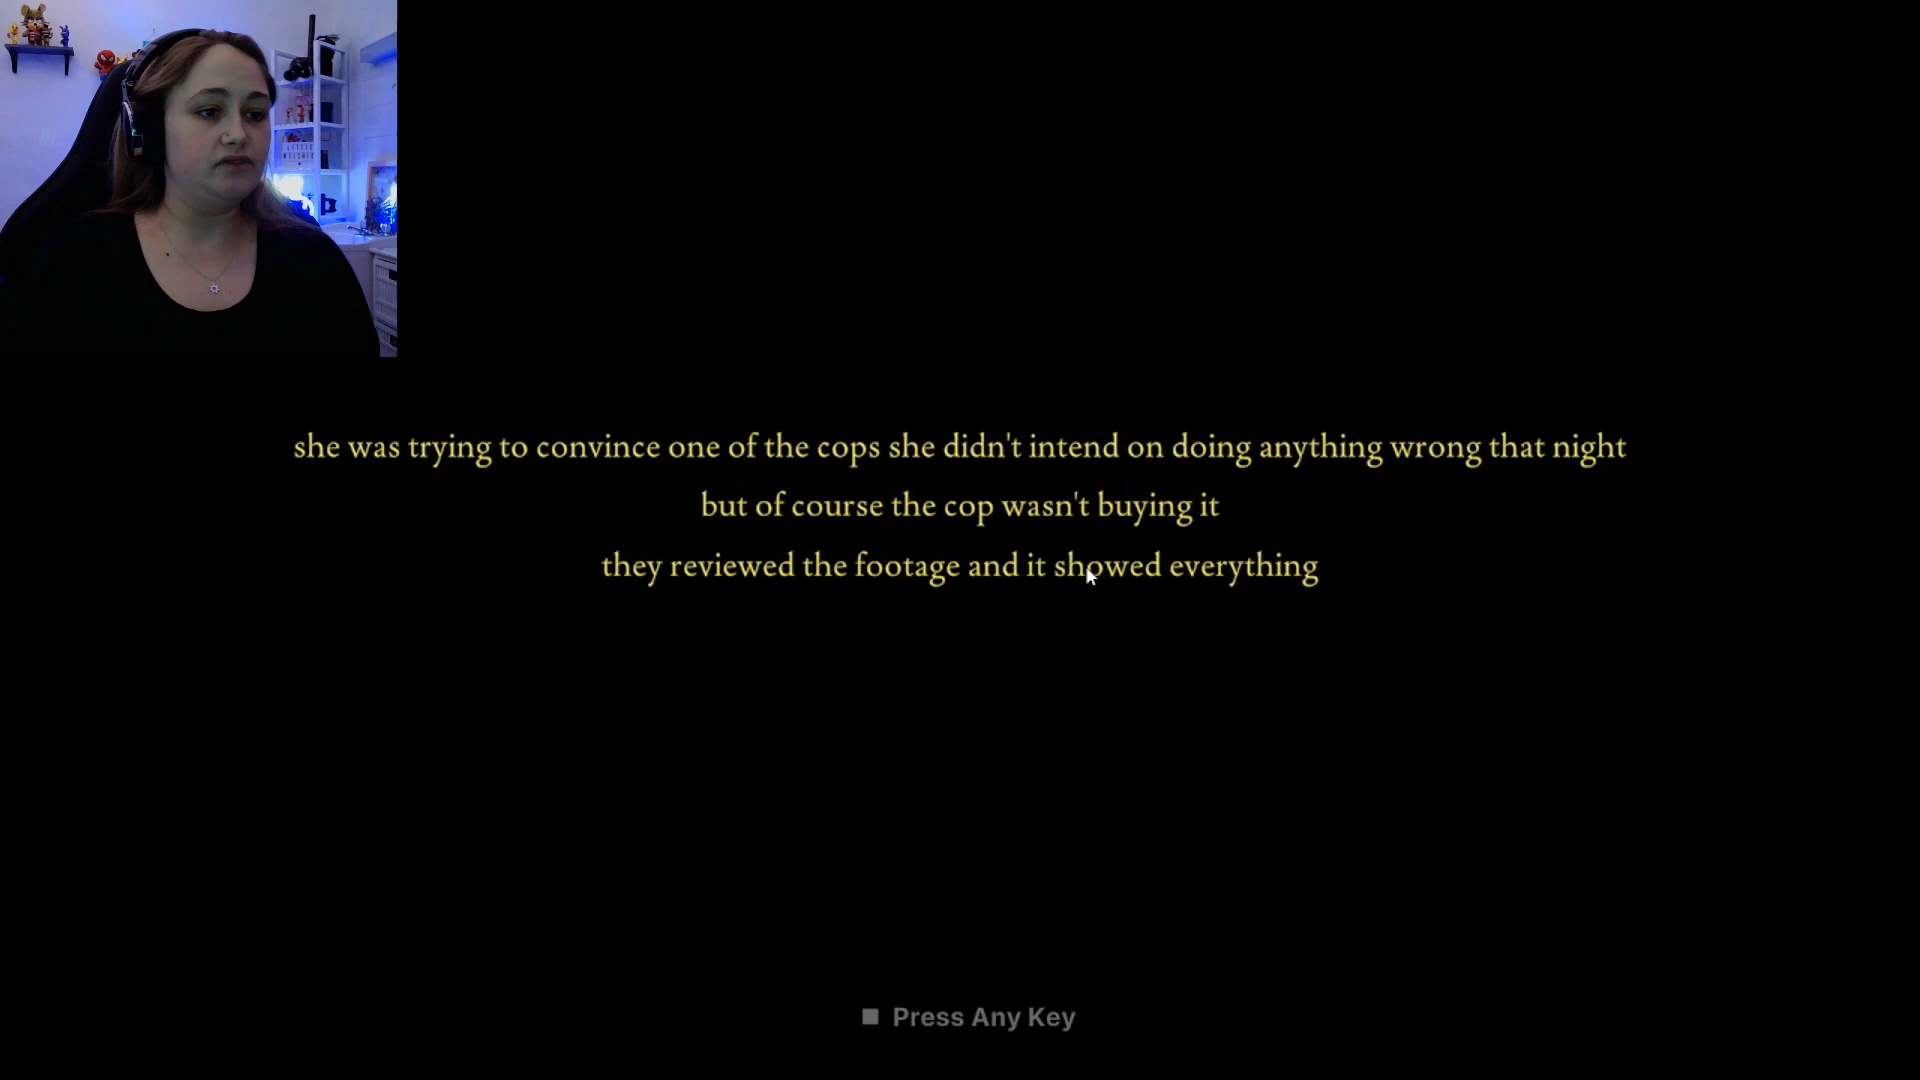 she was trying to convince one of the cops she didn't intend on doing anything wrong that night
but of course the cop wasn't buying it
they reviewed the footage and it showed everything
Press Any Key